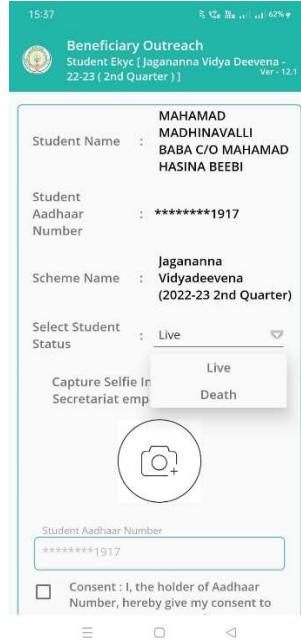 15:37
62%
Beneficiary Outreach
Student Ekyc [ Jagananna Vidya Deevena -
22-23 ( 2nd Quarter ) ]
Ver - 12.1
MAHAMAD
MADHINAVALLI
Student Name : BABA C/O MAHAMAD
HASINA BEEBI
Student
Aadhaar : ********1917
Number
Jagananna
Scheme Name : Vidyadeevena
(2022-23 2nd Quarter)
Select Student
Status : Live
Live
Death
Capture Selfie
Secretariat emp
Student Aadhaar Number
********1917
Consent : I, the holder of Aadhaar
Number, hereby give my consent to